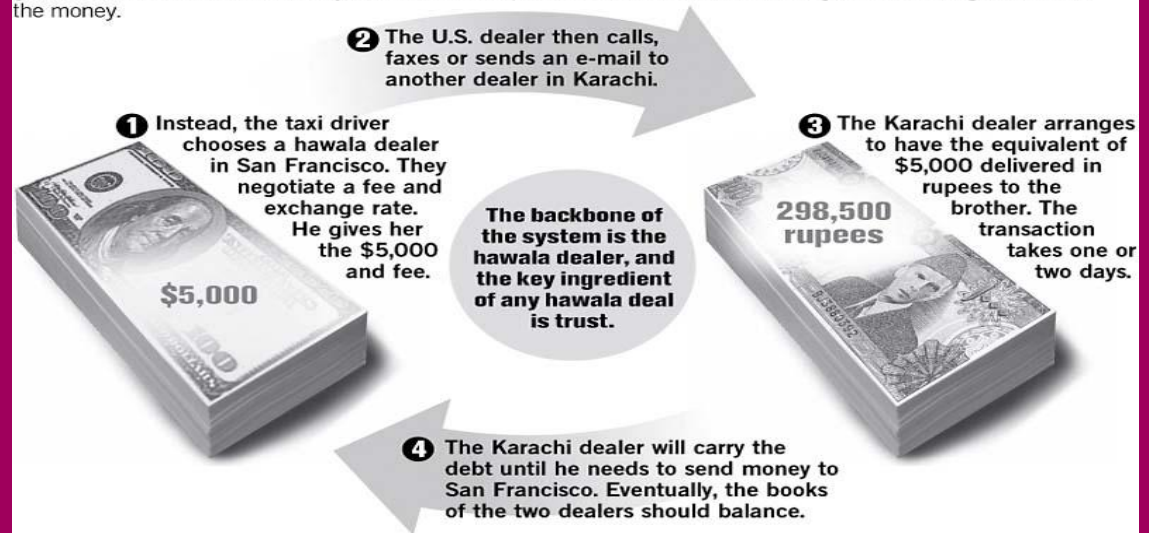 the money.
❷ The U.S. dealer then calls,
faxes or sends an e-mail to
another dealer in Karachi.
❶ Instead, the taxi driver
chooses a hawala dealer
in San Francisco. They
negotiate a fee and
exchange rate.
He gives her
the $5,000
and fee.
$5,000
100
The backbone of
the system is the
hawala dealer, and
the key ingredient
of any hawala deal
is trust.
❸ The Karachi dealer arranges
to have the equivalent of
$5,000 delivered in
rupees to the
brother. The
transaction
takes one or
two days.
298,500
rupees
❹ The Karachi dealer will carry the
debt until he needs to send money to
San Francisco. Eventually, the books
of the two dealers should balance.